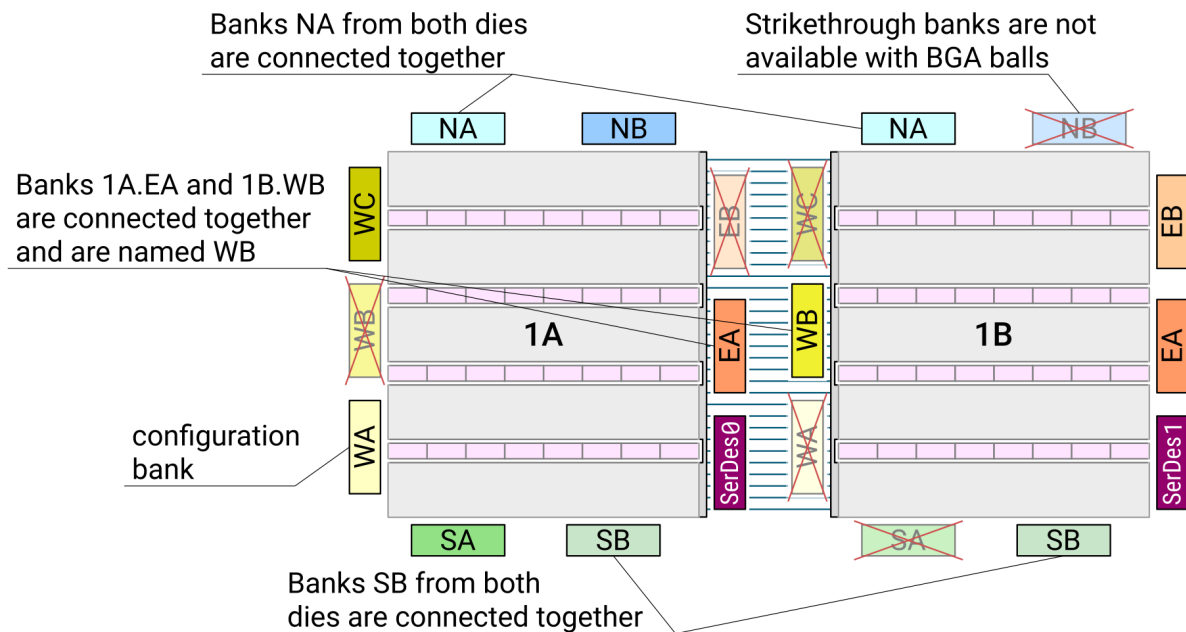 Banks NA from both dies
are connected together
Strikethrough banks are not
available with BGA balls
NA
NB
NA
NB
Banks 1A.EA and 1B.WB
are connected together
and are named WB
WC
EB
WC
EB
WB
1A
EA
WB
1B
EA
configuration
bank
WA
SerDes0
WA
SerDes1
SA
SB
SA
SB
Banks SB from both
dies are connected together